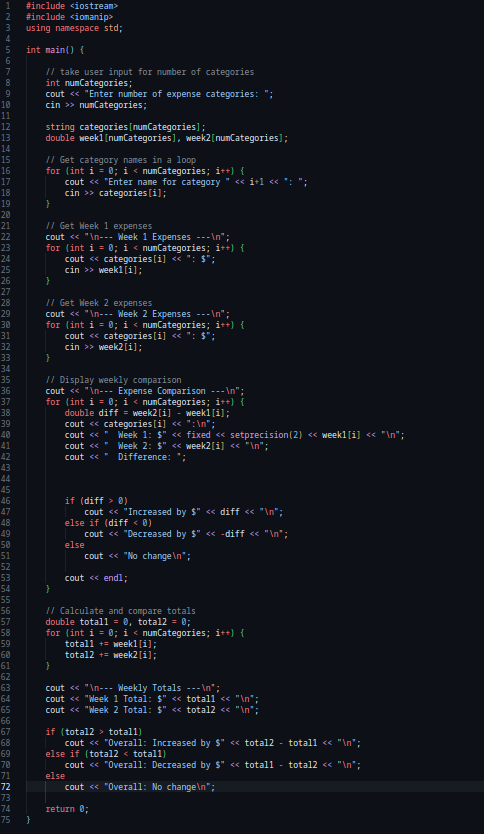 1 #include <iostream>
2 #include <iomanip>
3 using namespace std;
4
5 int main() {
6
7     // take user input for number of categories
8     int numCategories;
9     cout << "Enter number of expense categories: ";
10     cin >> numCategories;
11
12     string categories[numCategories];
13     double week1[numCategories], week2[numCategories];
14
15     // Get category names in a loop
16     for (int i = 0; i < numCategories; i++) {
17         cout << "Enter name for category " << i+1 << ": ";
18         cin >> categories[i];
19     }
20
21     // Get Week 1 expenses
22     cout << "\n--- Week 1 Expenses ---\n";
23     for (int i = 0; i < numCategories; i++) {
24         cout << categories[i] << ": $";
25         cin >> week1[i];
26     }
27
28     // Get Week 2 expenses
29     cout << "\n--- Week 2 Expenses ---\n";
30     for (int i = 0; i < numCategories; i++) {
31         cout << categories[i] << ": $";
32         cin >> week2[i];
33     }
34
35     // Display weekly comparison
36     cout << "\n--- Expense Comparison ---\n";
37     for (int i = 0; i < numCategories; i++) {
38         double diff = week2[i] - week1[i];
39         cout << categories[i] << ":\n";
40         cout << "  Week 1: $" << fixed << setprecision(2) << week1[i] << "\n";
41         cout << "  Week 2: $" << week2[i] << "\n";
42         cout << "  Difference: ";
43
44
45
46         if (diff > 0)
47             cout << "Increased by $" << diff << "\n";
48         else if (diff < 0)
49             cout << "Decreased by $" << -diff << "\n";
50         else
51             cout << "No change\n";
52
53         cout << endl;
54     }
55
56     // Calculate and compare totals
57     double total1 = 0, total2 = 0;
58     for (int i = 0; i < numCategories; i++) {
59         total1 += week1[i];
60         total2 += week2[i];
61     }
62
63     cout << "\n--- Weekly Totals ---\n";
64     cout << "Week 1 Total: $" << total1 << "\n";
65     cout << "Week 2 Total: $" << total2 << "\n";
66
67     if (total2 > total1)
68         cout << "Overall: Increased by $" << total2 - total1 << "\n";
69     else if (total2 < total1)
70         cout << "Overall: Decreased by $" << total1 - total2 << "\n";
71     else
72         cout << "Overall: No change\n";
73
74     return 0;
75 }